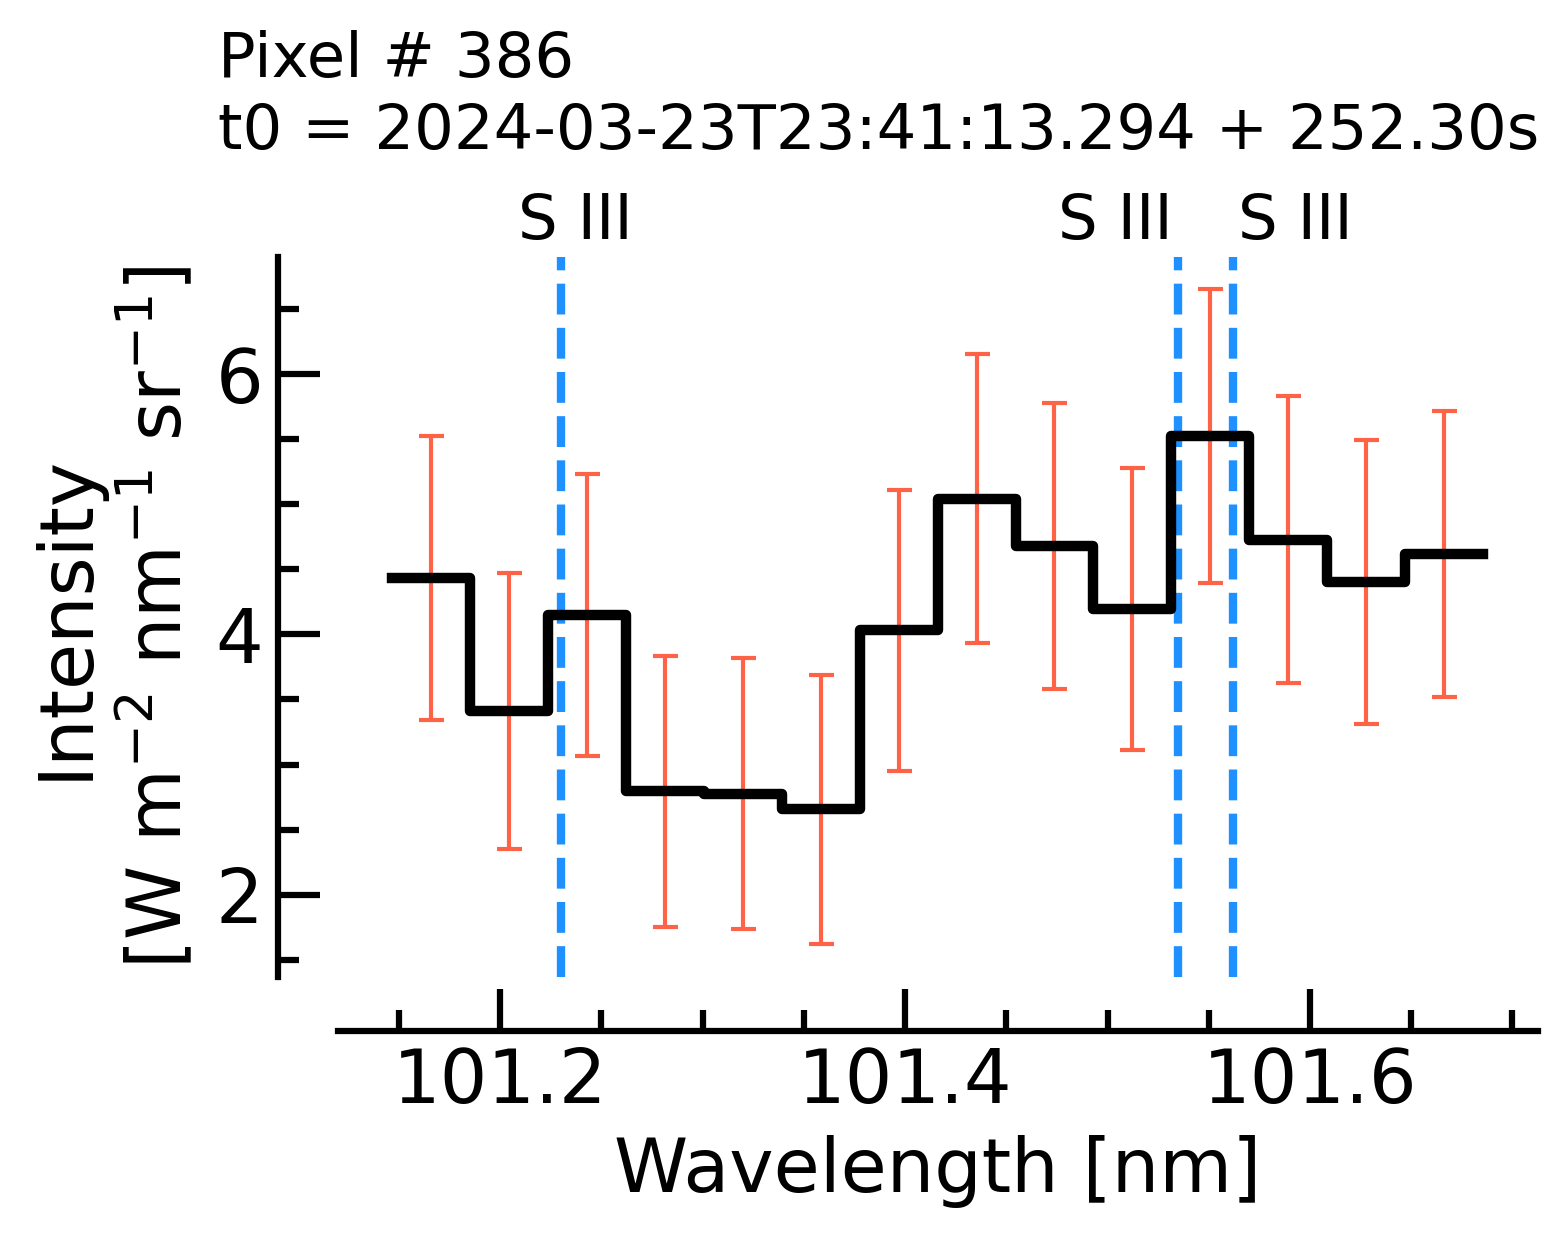 Pixel # 386
t0 = 2024-03-23T23:41:13.294 + 252.30s
S III S III S III
Intensity
[W m⁻² nm⁻¹ sr⁻¹]
6
4
2
101.2 101.4 101.6
Wavelength [nm]